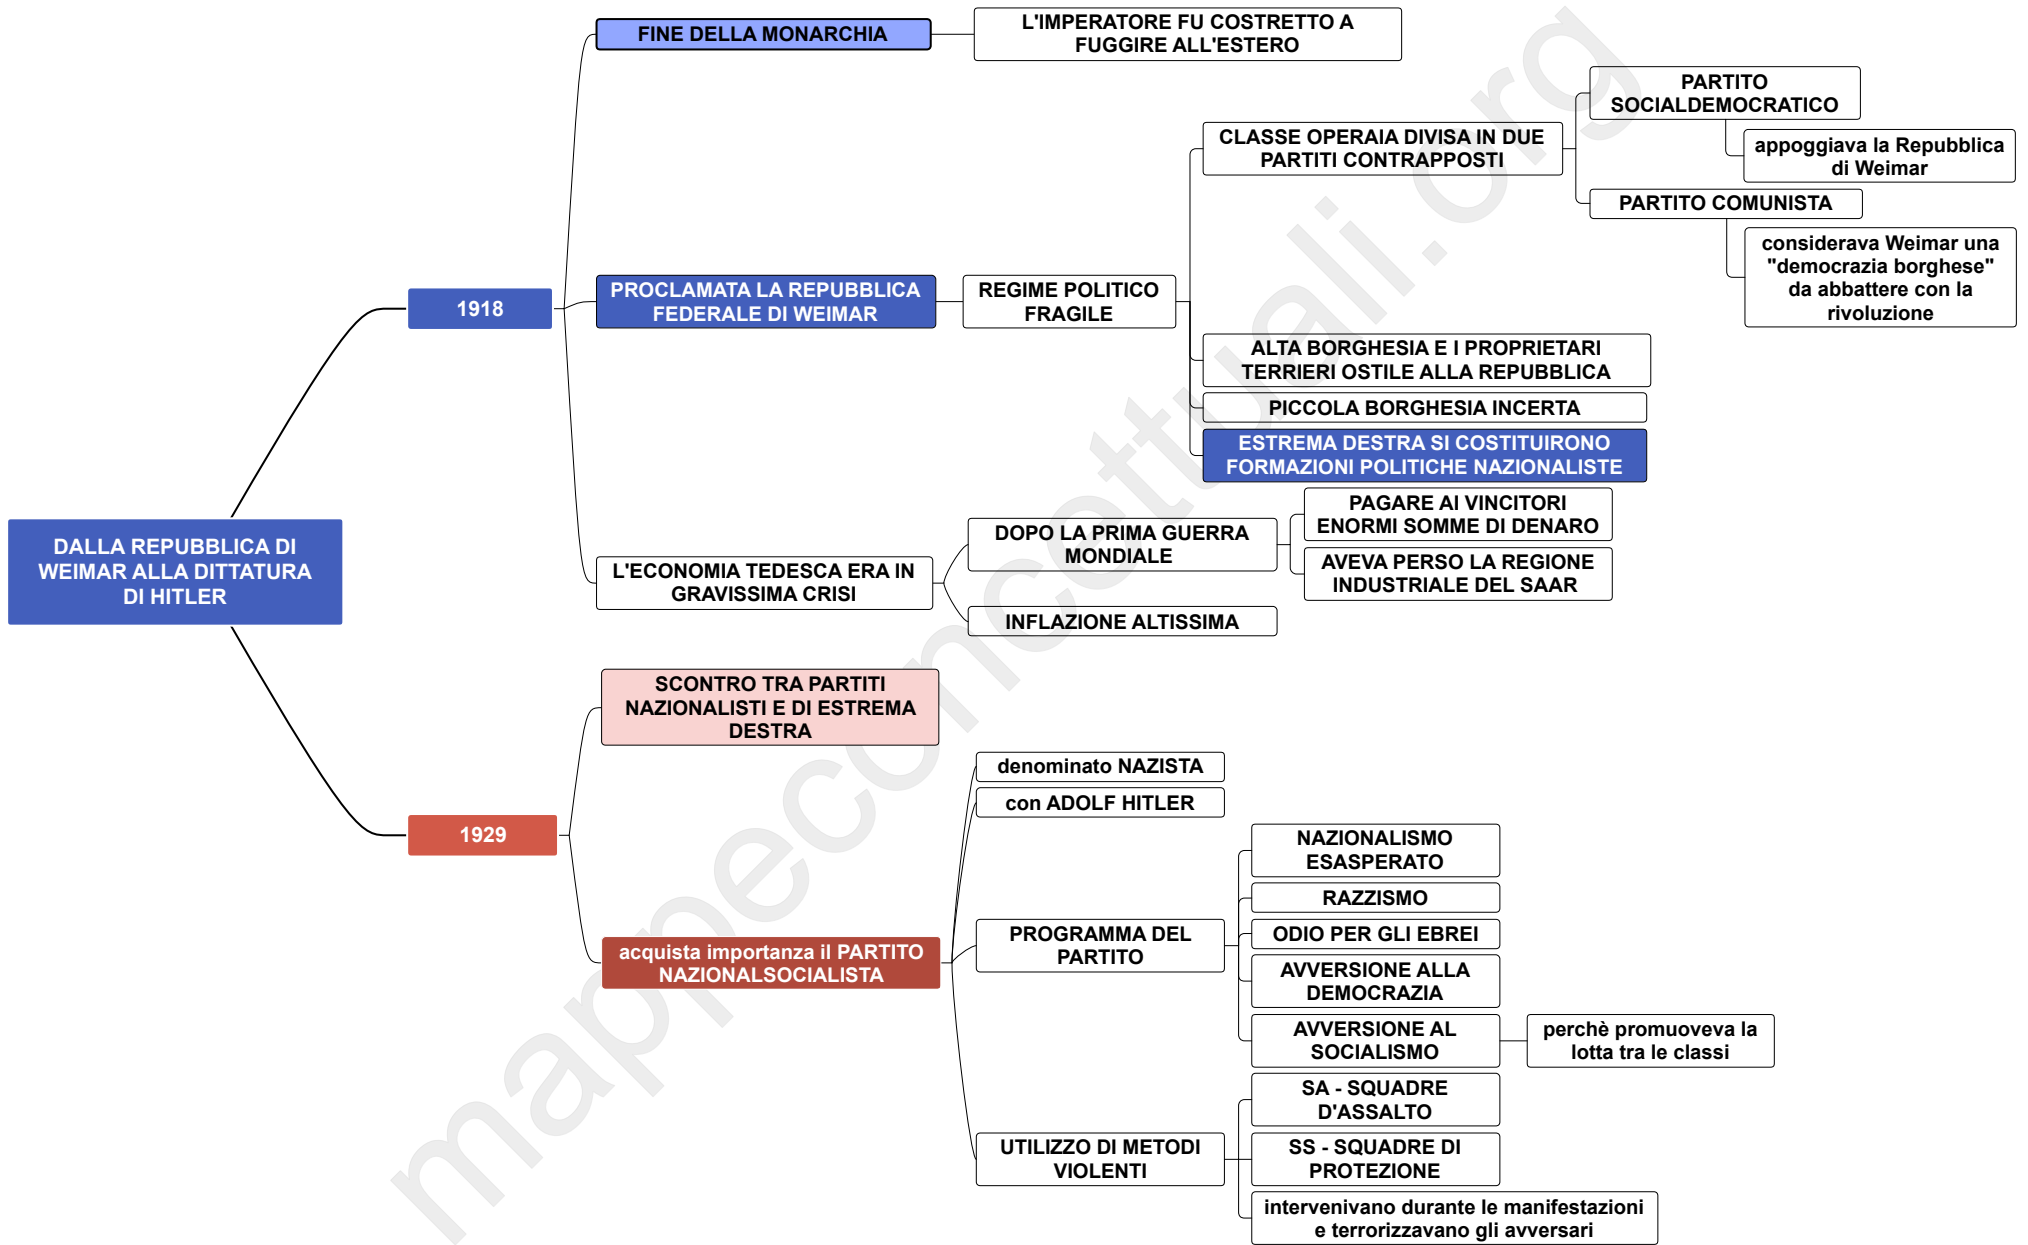 DALLA REPUBBLICA DI
WEIMAR ALLA DITTATURA
DI HITLER
1918
FINE DELLA MONARCHIA
L'IMPERATORE FU COSTRETTO A
FUGGIRE ALL'ESTERO
PROCLAMATA LA REPUBBLICA
FEDERALE DI WEIMAR
REGIME POLITICO
FRAGILE
CLASSE OPERAIA DIVISA IN DUE
PARTITI CONTRAPPOSTI
PARTITO
SOCIALDEMOCRATICO
appoggiava la Repubblica
di Weimar
PARTITO COMUNISTA
considerava Weimar una
"democrazia borghese"
da abbattere con la
rivoluzione
ALTA BORGHESIA E I PROPRIETARI
TERRIERI OSTILE ALLA REPUBBLICA
PICCOLA BORGHESIA INCERTA
ESTREMA DESTRA SI COSTITUIRONO
FORMAZIONI POLITICHE NAZIONALISTE
L'ECONOMIA TEDESCA ERA IN
GRAVISSIMA CRISI
DOPO LA PRIMA GUERRA
MONDIALE
PAGARE AI VINCITORI
ENORMI SOMME DI DENARO
AVEVA PERSO LA REGIONE
INDUSTRIALE DEL SAAR
INFLAZIONE ALTISSIMA
1929
SCONTRO TRA PARTITI
NAZIONALISTI E DI ESTREMA
DESTRA
acquista importanza il PARTITO
NAZIONALSOCIALISTA
denominato NAZISTA
con ADOLF HITLER
PROGRAMMA DEL
PARTITO
NAZIONALISMO
ESASPERATO
RAZZISMO
ODIO PER GLI EBREI
AVVERSIONE ALLA
DEMOCRAZIA
AVVERSIONE AL
SOCIALISMO
perchè promuoveva la
lotta tra le classi
UTILIZZO DI METODI
VIOLENTI
SA - SQUADRE
D'ASSALTO
SS - SQUADRE DI
PROTEZIONE
intervenivano durante le manifestazioni
e terrorizzavano gli avversari
mappeconcettuali.org